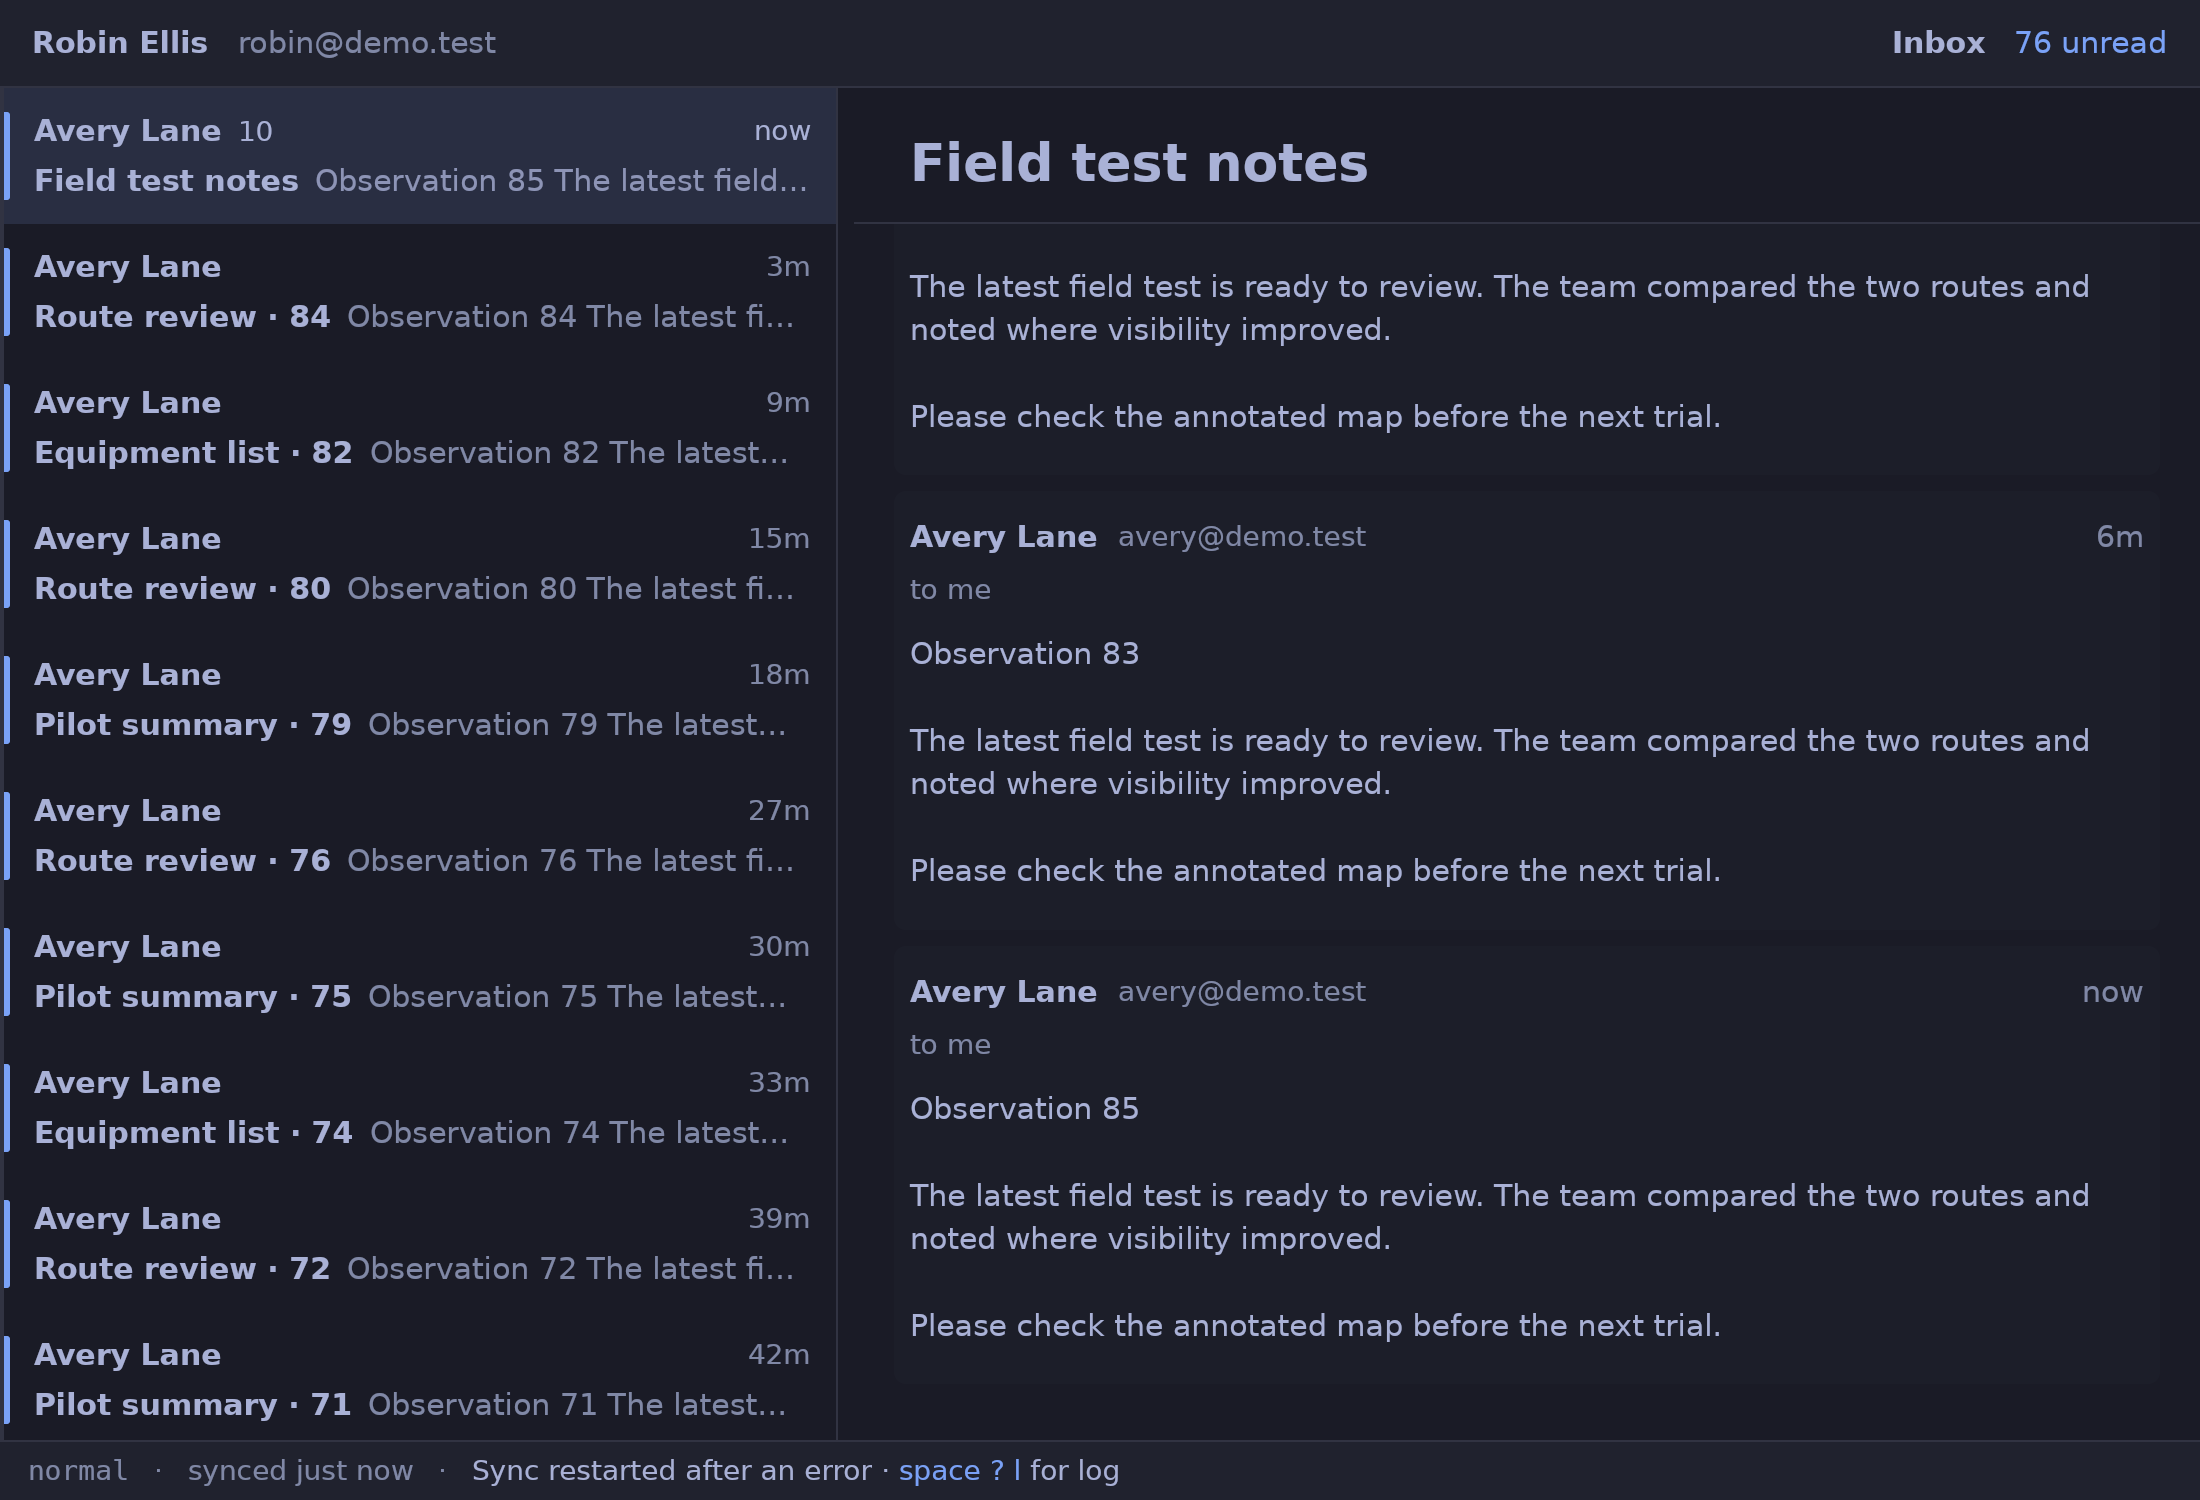 Robin Ellis robin@demo.test
Inbox 76 unread
Avery Lane 10 now
Field test notes Observation 85 The latest field…
Avery Lane 3m
Route review · 84 Observation 84 The latest fi…
Avery Lane 9m
Equipment list · 82 Observation 82 The latest…
Avery Lane 15m
Route review · 80 Observation 80 The latest fi…
Avery Lane 18m
Pilot summary · 79 Observation 79 The latest…
Avery Lane 27m
Route review · 76 Observation 76 The latest fi…
Avery Lane 30m
Pilot summary · 75 Observation 75 The latest…
Avery Lane 33m
Equipment list · 74 Observation 74 The latest…
Avery Lane 39m
Route review · 72 Observation 72 The latest fi…
Avery Lane 42m
Pilot summary · 71 Observation 71 The latest…
Field test notes
The latest field test is ready to review. The team compared the two routes and
noted where visibility improved.
Please check the annotated map before the next trial.
Avery Lane avery@demo.test 6m
to me
Observation 83
The latest field test is ready to review. The team compared the two routes and
noted where visibility improved.
Please check the annotated map before the next trial.
Avery Lane avery@demo.test now
to me
Observation 85
The latest field test is ready to review. The team compared the two routes and
noted where visibility improved.
Please check the annotated map before the next trial.
normal · synced just now · Sync restarted after an error · space ? l for log